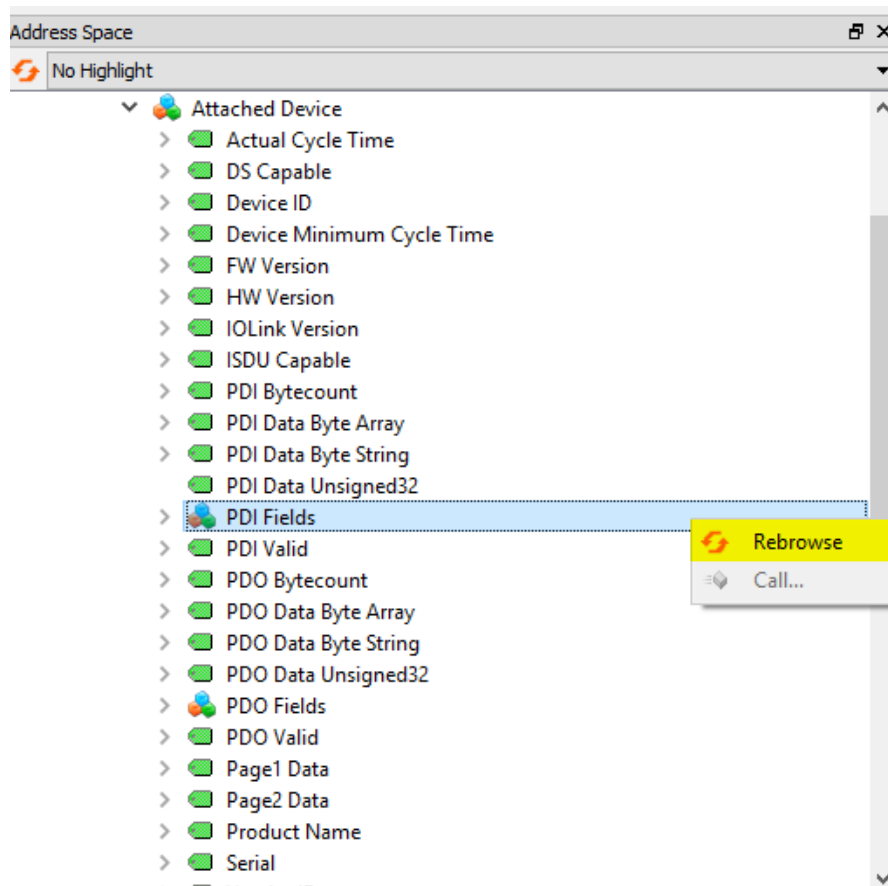 Address Space
No Highlight
Attached Device
Actual Cycle Time
DS Capable
Device ID
Device Minimum Cycle Time
FW Version
HW Version
IOLink Version
ISDU Capable
PDI Bytecount
PDI Data Byte Array
PDI Data Byte String
PDI Data Unsigned32
PDI Fields
Rebrowse
PDI Valid
PDO Bytecount
Call...
PDO Data Byte Array
PDO Data Byte String
PDO Data Unsigned32
PDO Fields
PDO Valid
Page1 Data
Page2 Data
Product Name
Serial